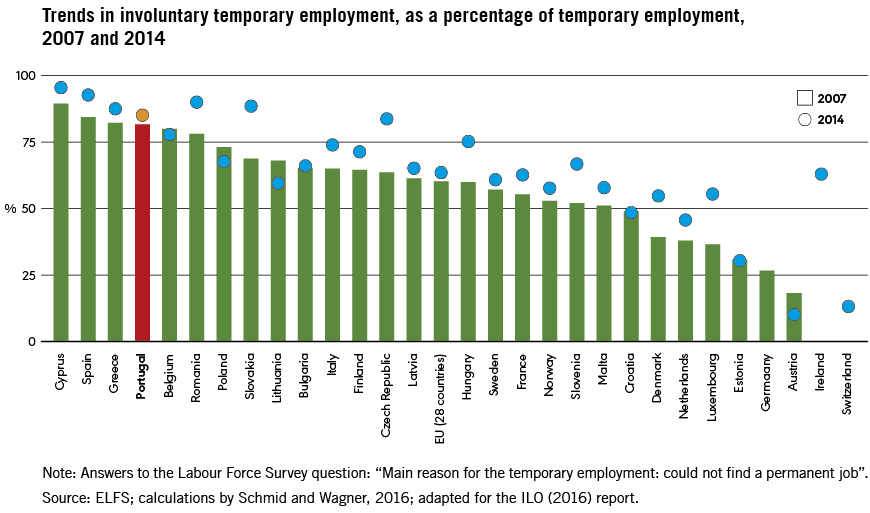 Trends in involuntary temporary employment, as a percentage of temporary employment,
2007 and 2014
100
75
% 50
25
0
2007
2014
Cyprus
Spain
Greece
Portugal
Belgium
Romania
Poland
Slovakia
Lithuania
Bulgaria
Italy
Finland
Czech Republic
Latvia
EU (28 countries)
Hungary
Sweden
France
Norway
Slovenia
Malta
Croatia
Denmark
Netherlands
Luxembourg
Estonia
Germaany
Austria
Ireland
Switzerland
Note: Answers to the Labour Force Survey question: “Main reason for the temporary employment: could not find a permanent job”.
Source: ELFS; calculations by Schmid and Wagner, 2016; adapted for the ILO (2016) report.